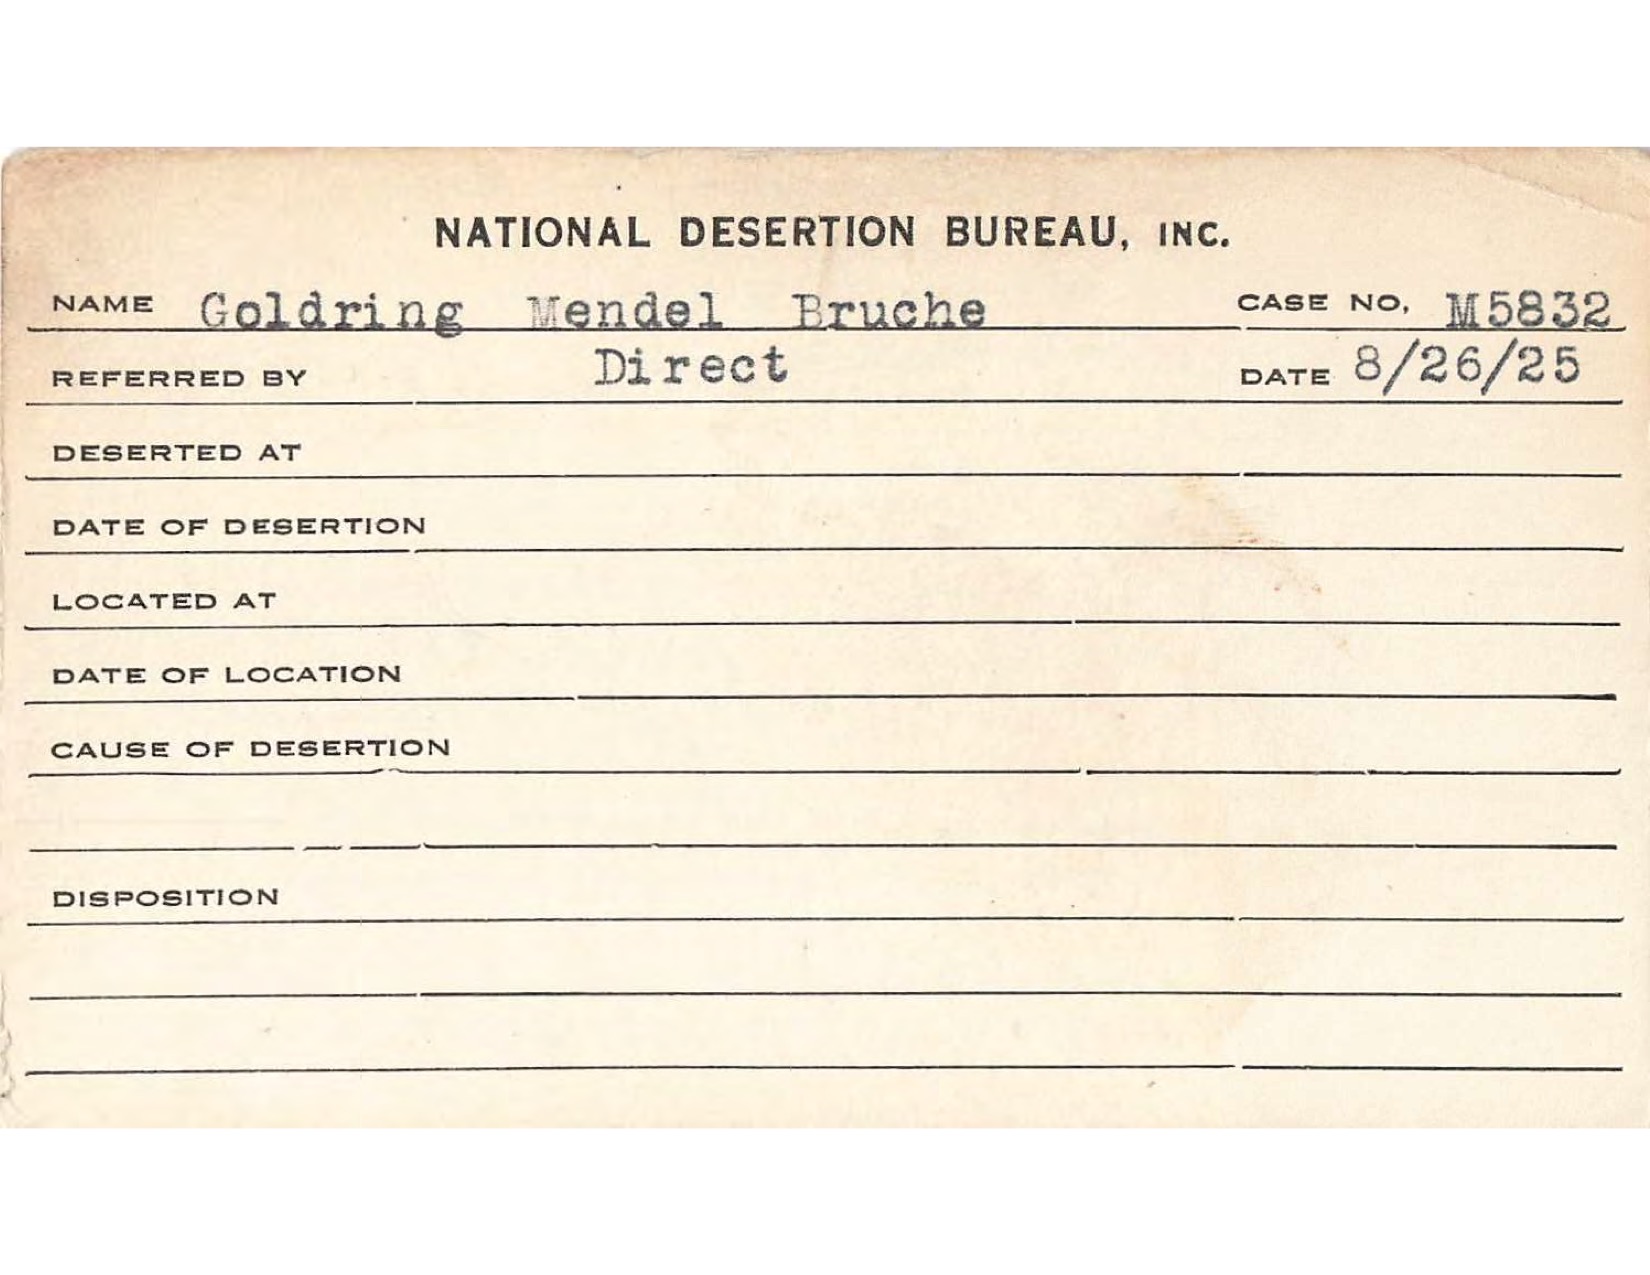 NATIONAL DESERTION BUREAU, INC.
NAME Goldring Mendel Bruche CASE NO. M5832
REFERRED BY Direct DATE 8/26/25
DESERTED AT
DATE OF DESERTION
LOCATED AT
DATE OF LOCATION
CAUSE OF DESERTION
DISPOSITION